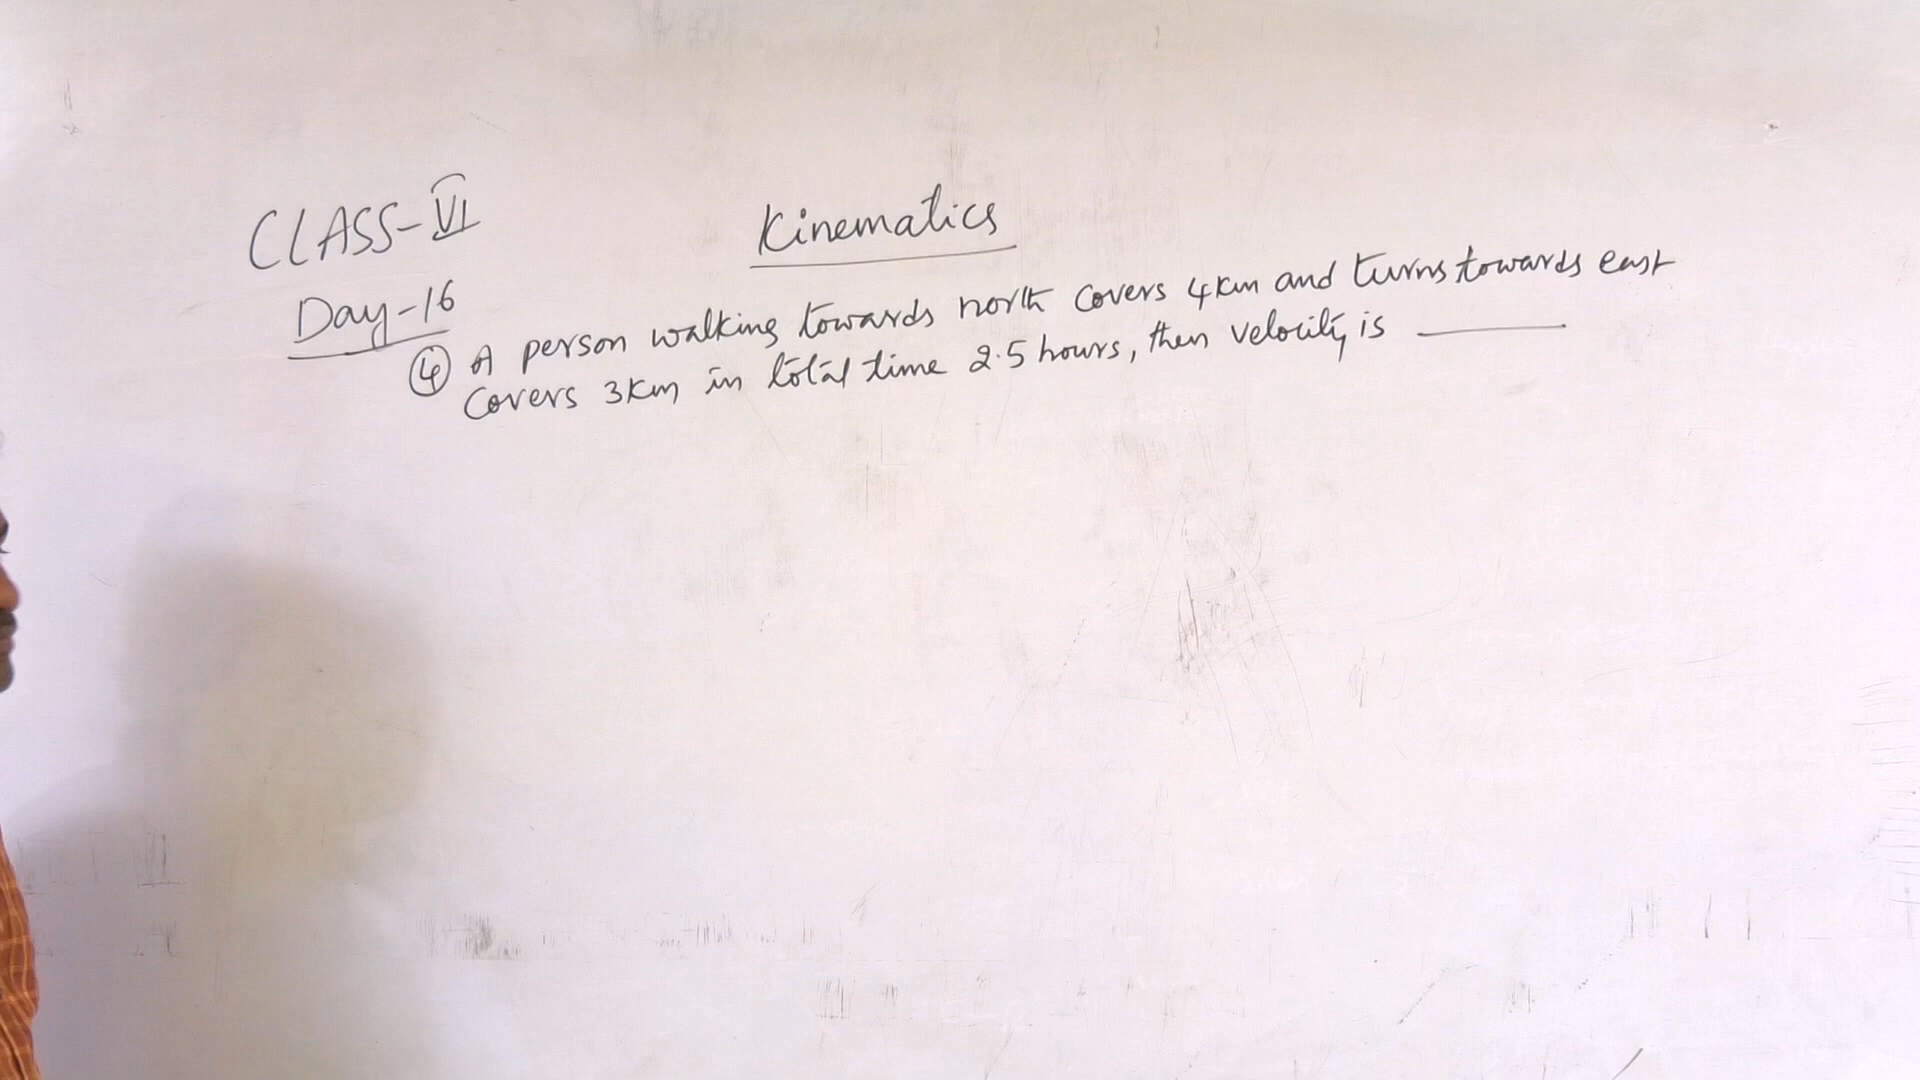 CLASS-VI
Kinematics
Day-16
④ A person walking towards north covers 4km and turns towards east
covers 3km in total time 2.5 hours, then velocity is ______